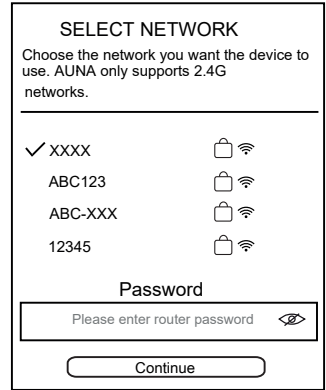 SELECT NETWORK
Choose the network you want the device to
use. AUNA only supports 2.4G
networks.
XXXX
ABC123
ABC-XXX
12345
Password
Please enter router password
Continue